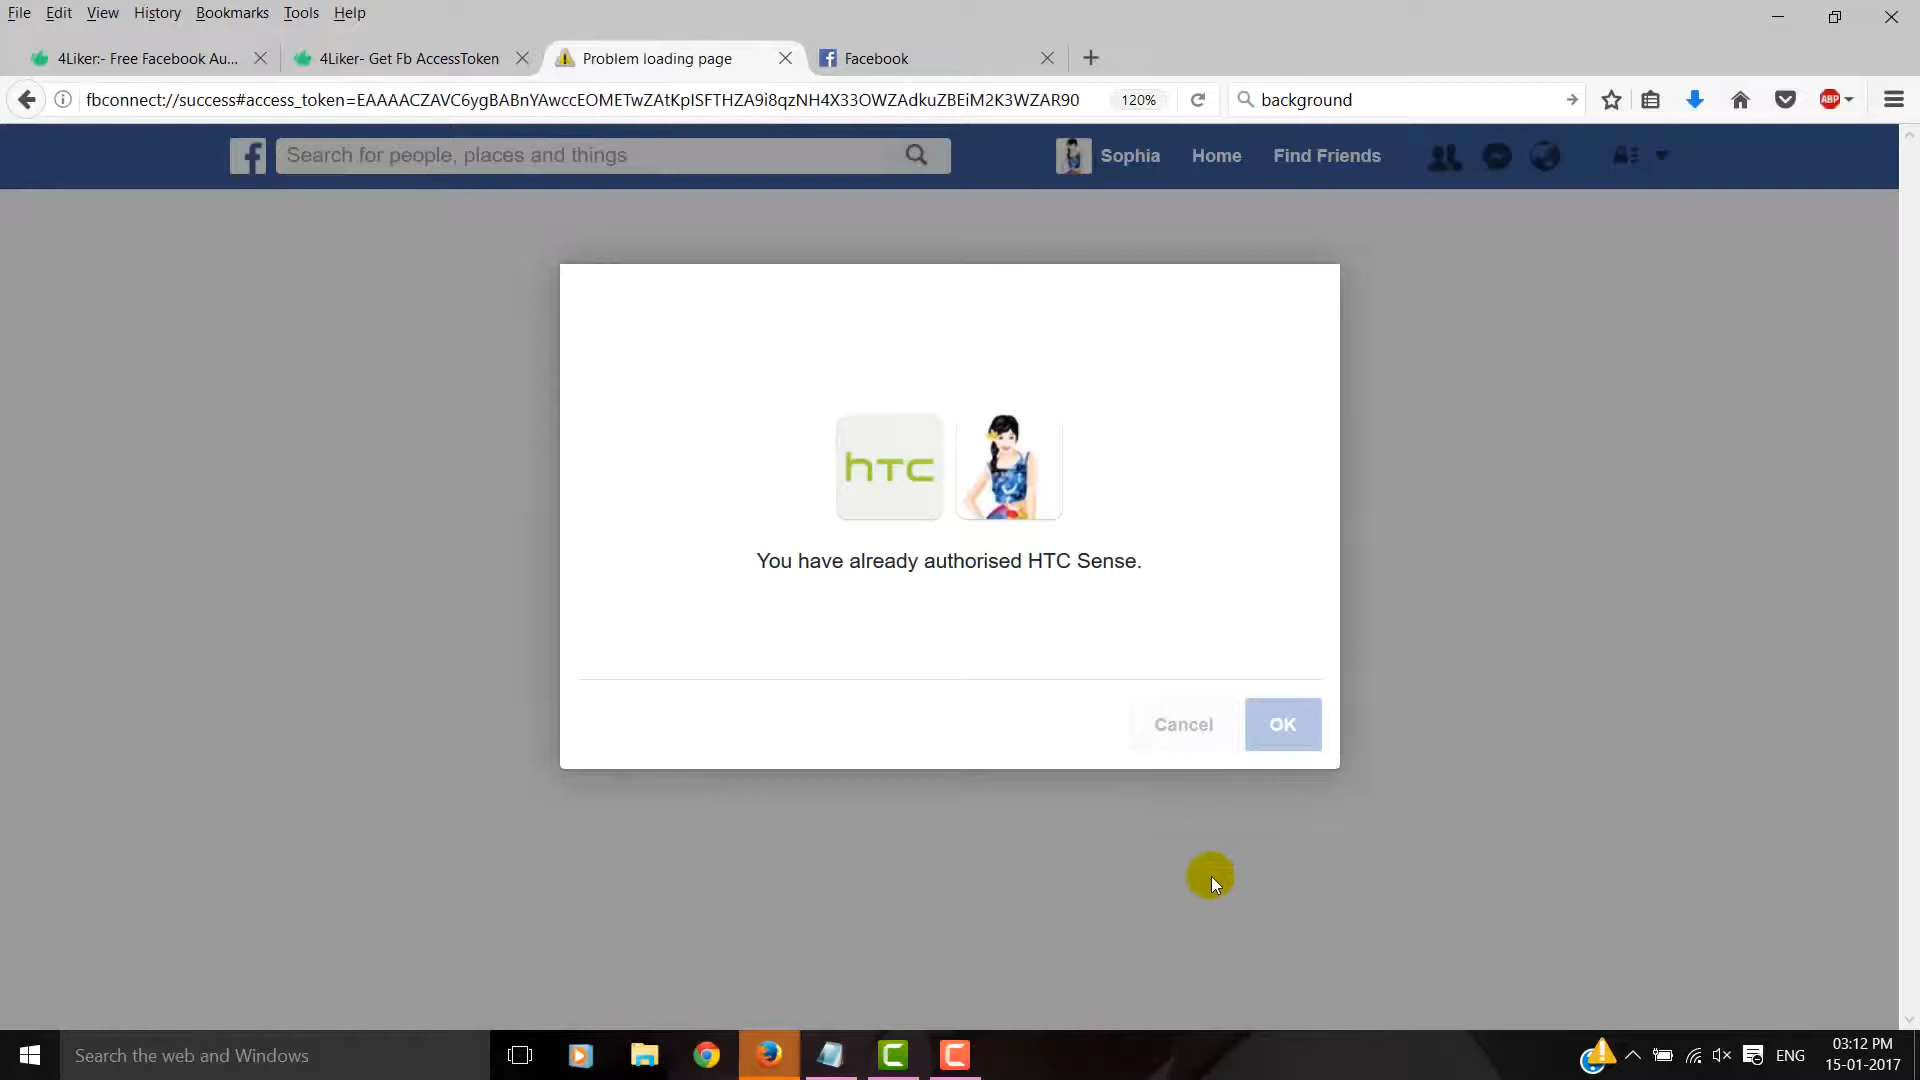 File Edit View History Bookmarks Tools Help
4Liker:- Free Facebook Au... 4Liker- Get Fb AccessToken Problem loading page Facebook
fbconnect://success#access_token=EAAAACZAVC6ygBABnYAwccEOMETwZAtKpISFTHZA9i8qzNH4X33OWZAdkuZBEiM2K3WZAR90 120% background ABP
Search for people, places and things Sophia Home Find Friends
hTC
You have already authorised HTC Sense.
Cancel OK
Search the web and Windows ENG 03:12 PM
15-01-2017